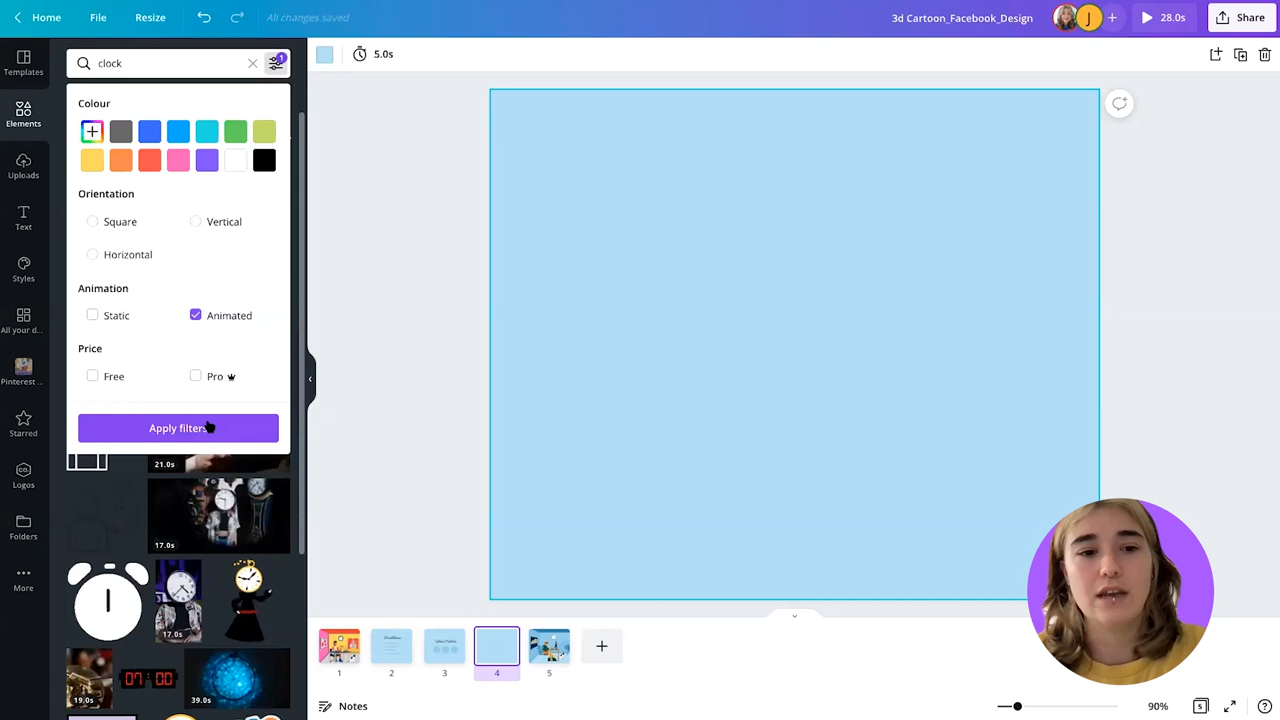 Home
File
Resize
All changes saved
3d Cartoon_Facebook_Design
J
28.0s
Share
Templates
Elements
Uploads
Text
Styles
All your d...
Pinterest ...
Starred
Logos
Folders
More
clock
1
Colour
Orientation
Square
Vertical
Horizontal
Animation
Static
Animated
Price
Free
Pro
Apply filters
21.0s
17.0s
17.0s
19.0s
07:00
39.0s
5.0s
1
2
3
4
5
Notes
90%
5
CO.